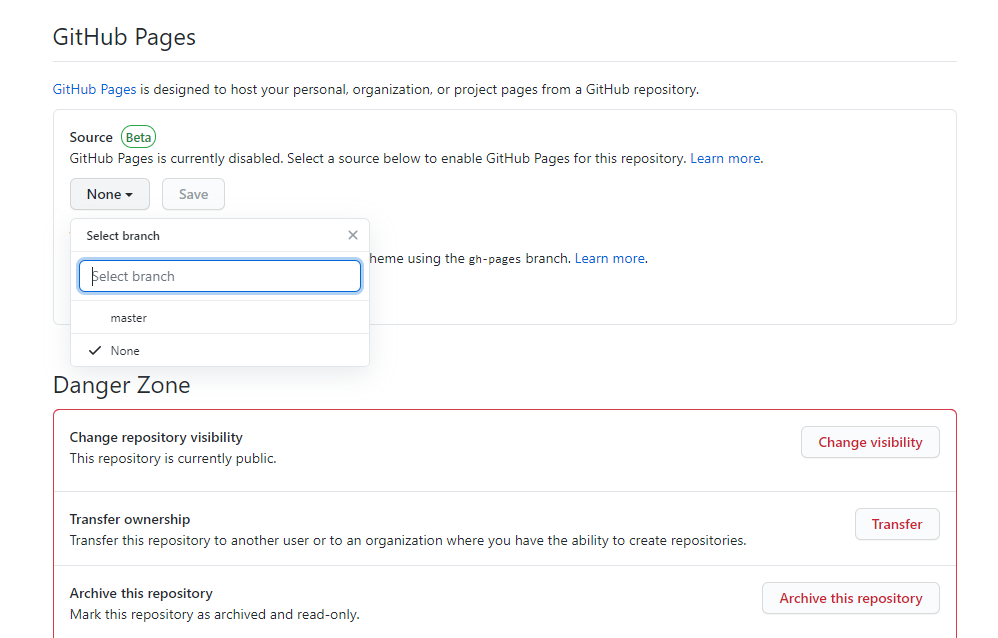 GitHub Pages
GitHub Pages is designed to host your personal, organization, or project pages from a GitHub repository.
Source Beta
GitHub Pages is currently disabled. Select a source below to enable GitHub Pages for this repository. Learn more.
None Save
Select branch
heme using the gh-pages branch. Learn more.
Select branch
master
None
Danger Zone
Change repository visibility
This repository is currently public.
Change visibility
Transfer ownership
Transfer this repository to another user or to an organization where you have the ability to create repositories.
Transfer
Archive this repository
Mark this repository as archived and read-only.
Archive this repository